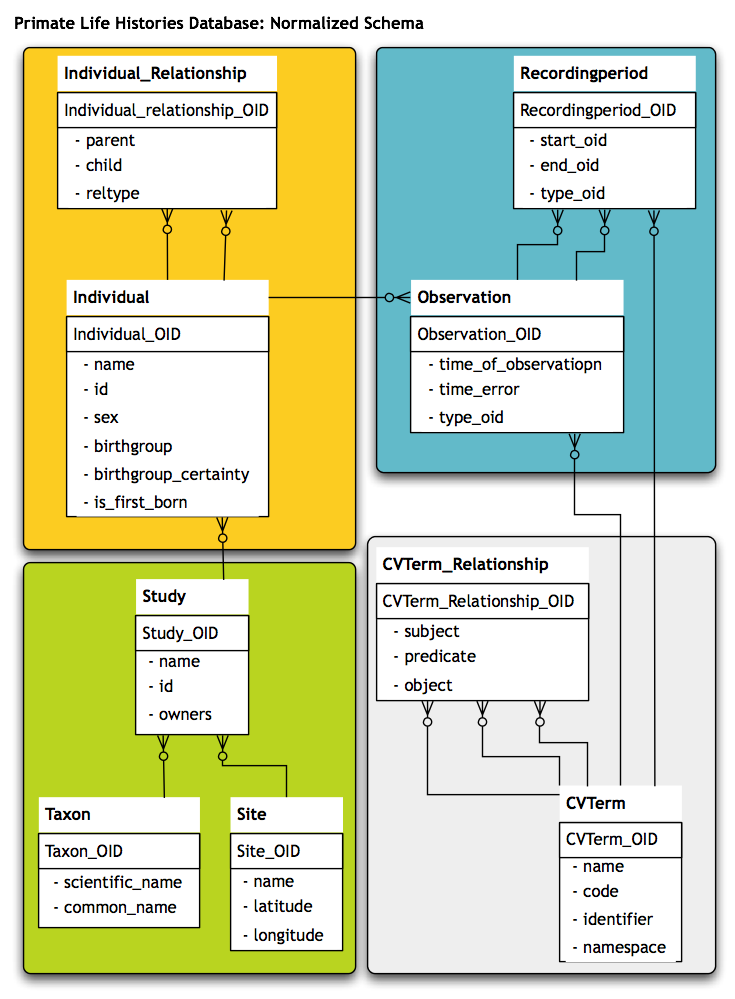 Primate Life Histories Database: Normalized Schema
Individual_Relationship
Individual_relationship_OID
- parent
- child
- reltype
Recordingperiod
Recordingperiod_OID
- start_oid
- end_oid
- type_oid
Individual
Individual_OID
- name
- id
- sex
- birthgroup
- birthgroup_certainty
- is_first_born
Observation
Observation_OID
- time_of_observatiopn
- time_error
- type_oid
Study
Study_OID
- name
- id
- owners
CVTerm_Relationship
CVTerm_Relationship_OID
- subject
- predicate
- object
Taxon
Taxon_OID
- scientific_name
- common_name
Site
Site_OID
- name
- latitude
- longitude
CVTerm
CVTerm_OID
- name
- code
- identifier
- namespace